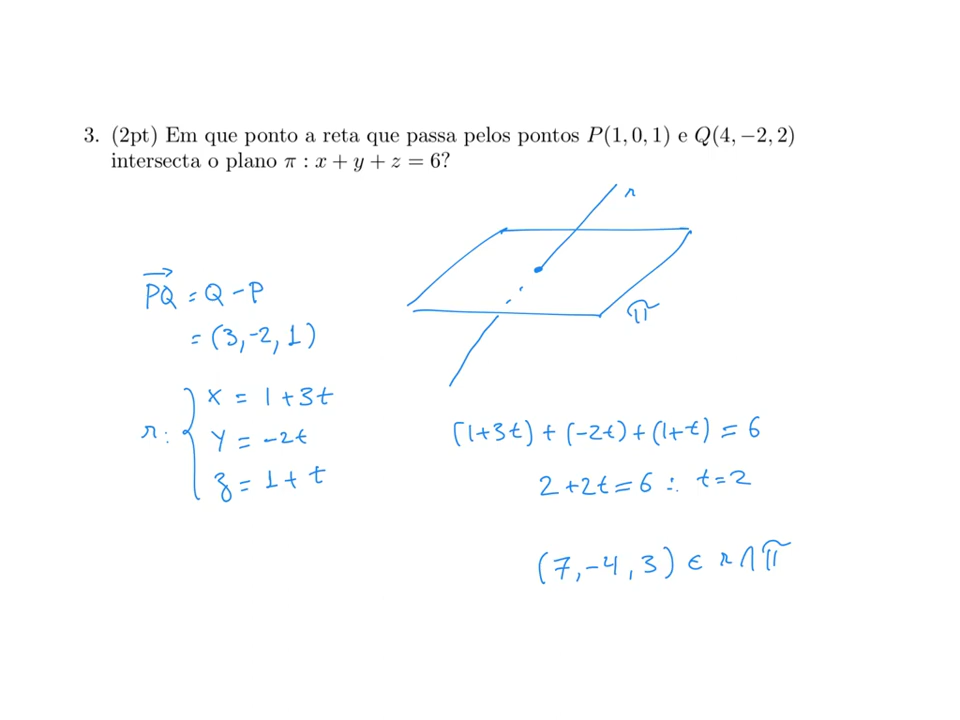 3. (2pt) Em que ponto a reta que passa pelos pontos P(1, 0, 1) e Q(4, −2, 2)
intersecta o plano π : x + y + z = 6?
r
π
PQ⃗ = Q - P
= (3, -2, 1)
r: { x = 1 + 3t
y = -2t
z = 1 + t
(1+3t) + (-2t) + (1+t) = 6
2 + 2t = 6 ∴ t = 2
(7, -4, 3) ∈ r ∩ π